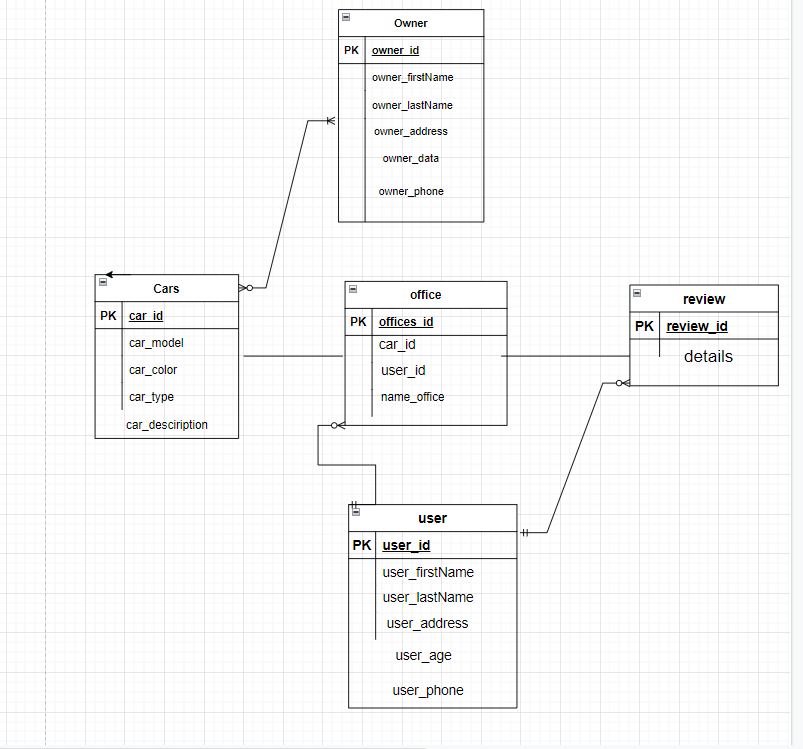 Owner
PK owner_id
owner_firstName
owner_lastName
owner_address
owner_data
owner_phone
Cars
PK car_id
car_model
car_color
car_type
car_desciription
office
PK offices_id
car_id
user_id
name_office
review
PK review_id
details
user
PK user_id
user_firstName
user_lastName
user_address
user_age
user_phone